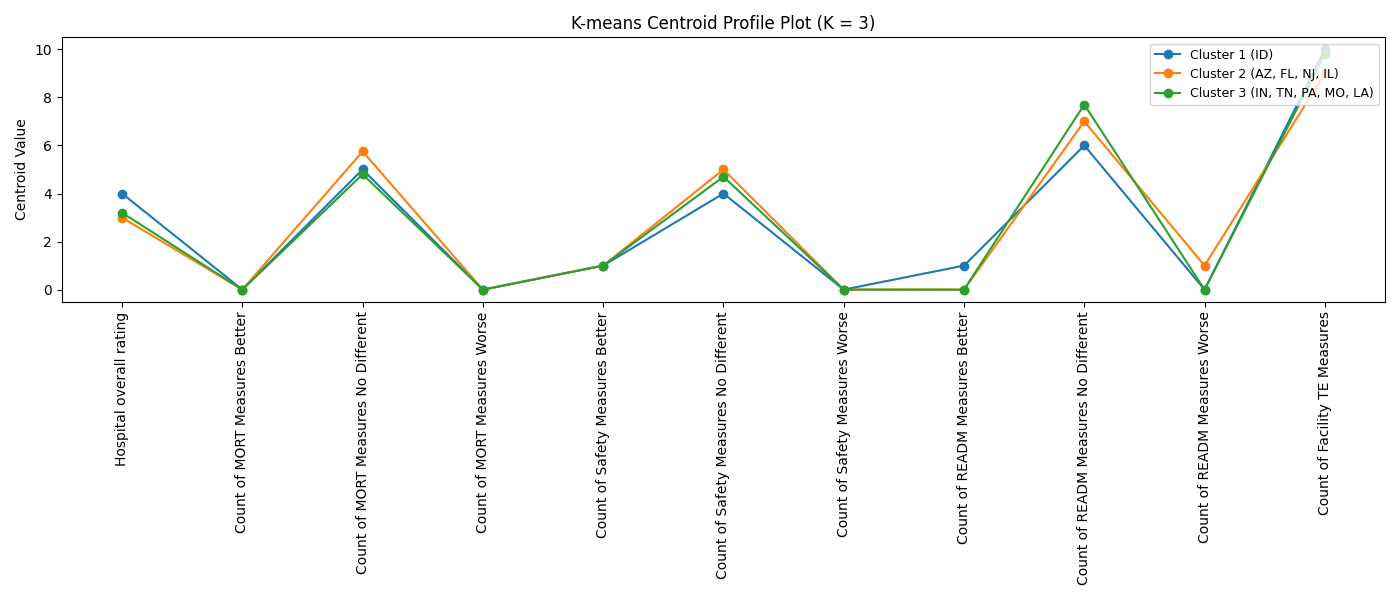 K-means Centroid Profile Plot (K = 3)
Centroid Value
10
8
6
4
2
0
Cluster 1 (ID)
Cluster 2 (AZ, FL, NJ, IL)
Cluster 3 (IN, TN, PA, MO, LA)
Hospital overall rating
Count of MORT Measures Better
Count of MORT Measures No Different
Count of MORT Measures Worse
Count of Safety Measures Better
Count of Safety Measures No Different
Count of Safety Measures Worse
Count of READM Measures Better
Count of READM Measures No Different
Count of READM Measures Worse
Count of Facility TE Measures